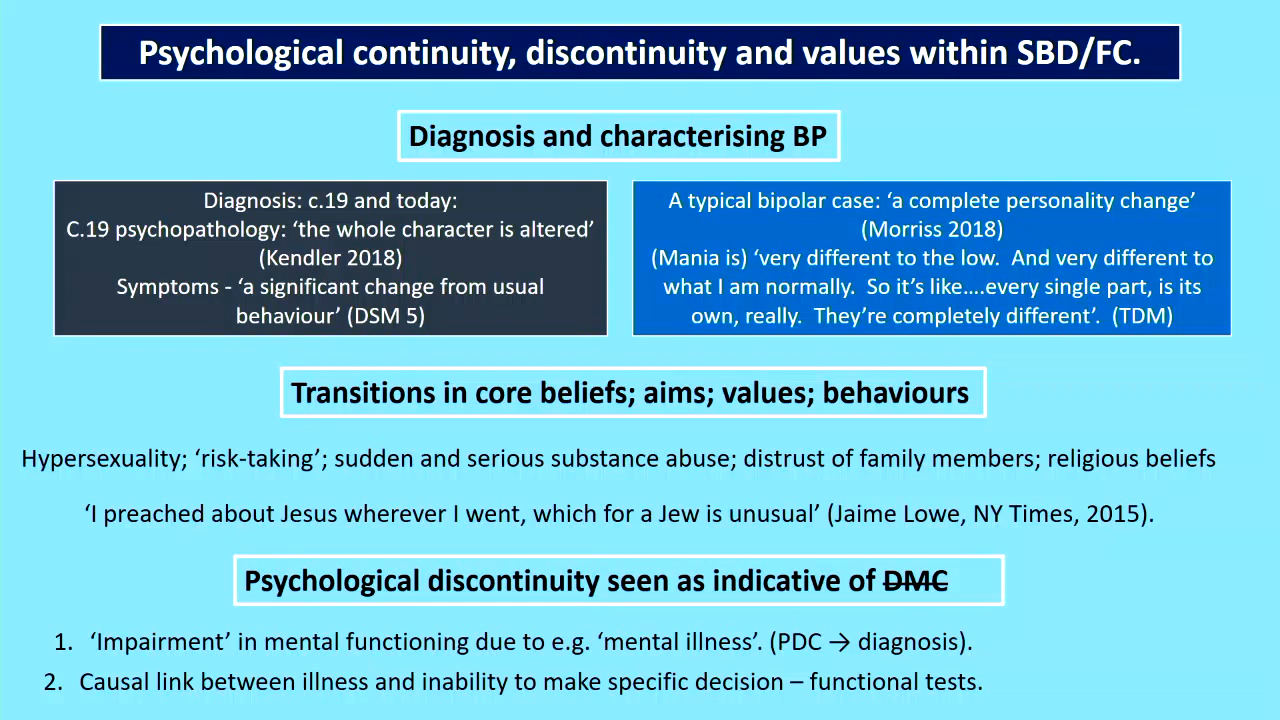 Psychological continuity, discontinuity and values within SBD/FC.
Diagnosis and characterising BP
Diagnosis: c.19 and today:
C.19 psychopathology: ‘the whole character is altered’
(Kendler 2018)
Symptoms - ‘a significant change from usual
behaviour’ (DSM 5)
A typical bipolar case: ‘a complete personality change’
(Morriss 2018)
(Mania is) ‘very different to the low.  And very different to
what I am normally.  So it’s like….every single part, is its
own, really.  They’re completely different’.  (TDM)
Transitions in core beliefs; aims; values; behaviours
Hypersexuality; ‘risk-taking’; sudden and serious substance abuse; distrust of family members; religious beliefs
‘I preached about Jesus wherever I went, which for a Jew is unusual’ (Jaime Lowe, NY Times, 2015).
Psychological discontinuity seen as indicative of DMC
1. ‘Impairment’ in mental functioning due to e.g. ‘mental illness’. (PDC → diagnosis).
2. Causal link between illness and inability to make specific decision – functional tests.